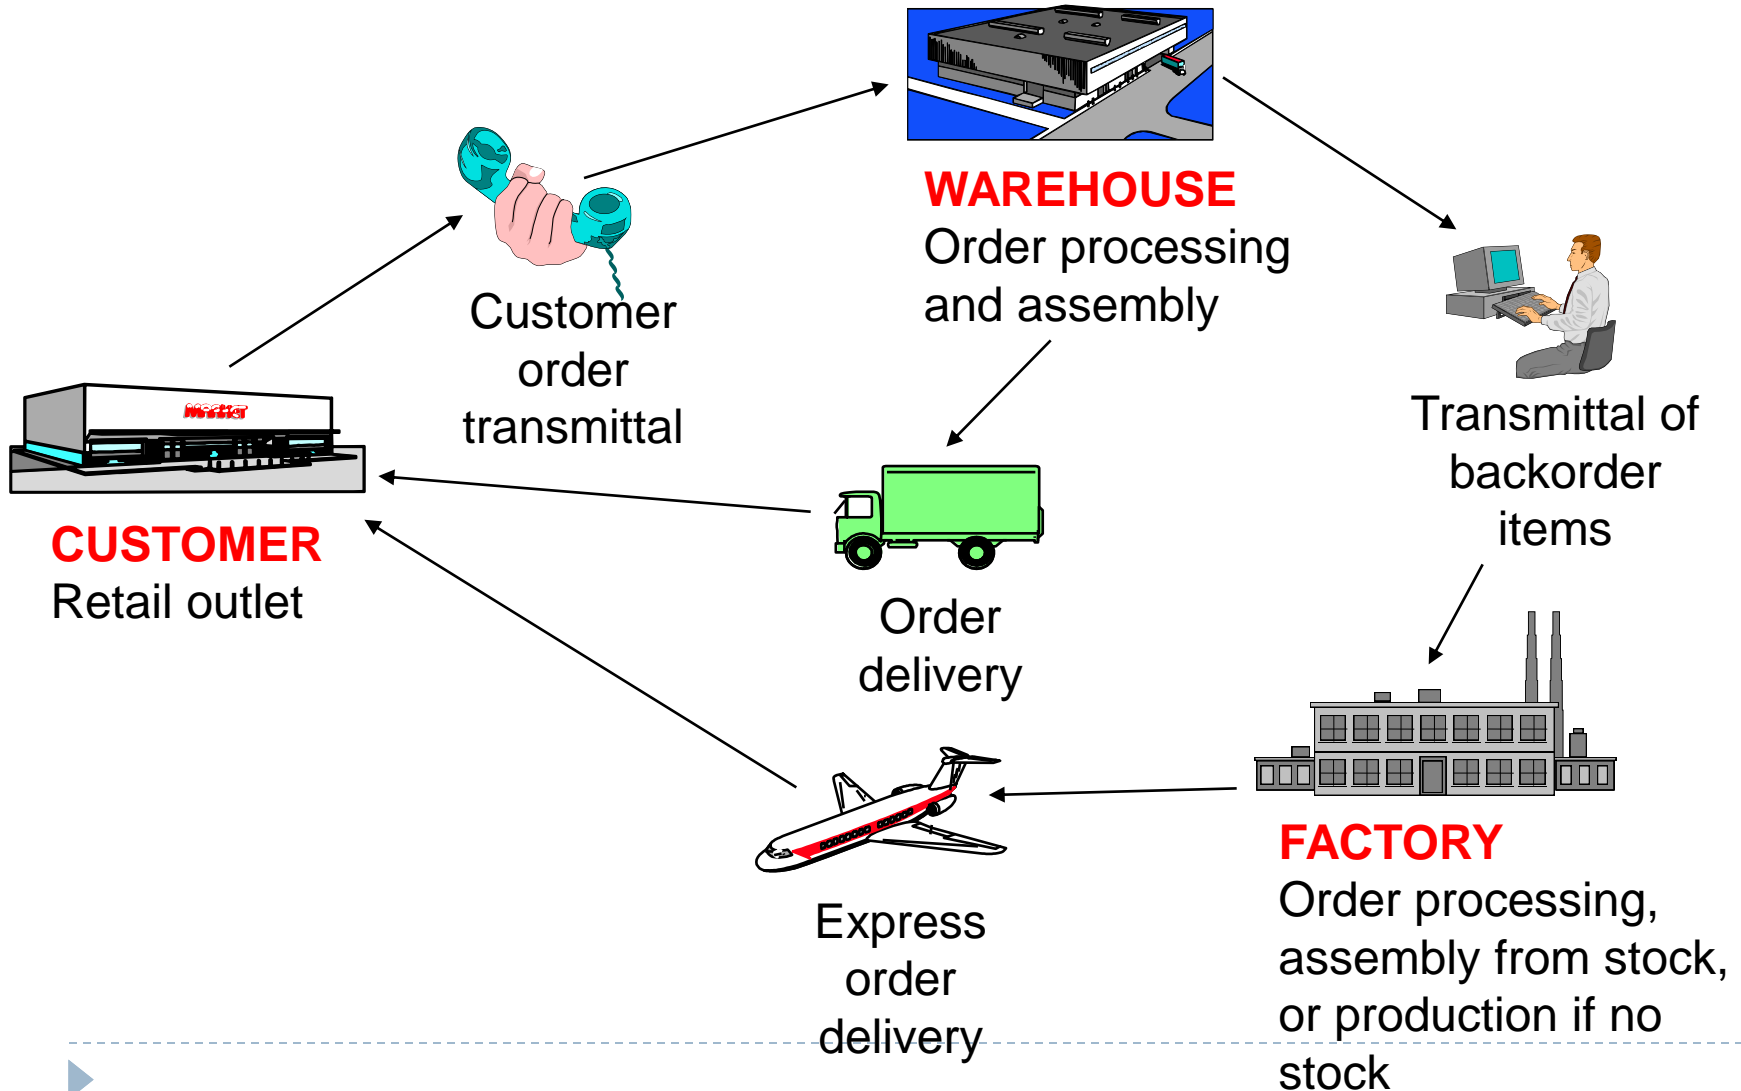 WAREHOUSE
Order processing
and assembly
Customer
order
transmittal
Transmittal of
backorder
items
CUSTOMER
Retail outlet
Order
delivery
FACTORY
Order processing,
assembly from stock,
or production if no
stock
Express
order
delivery